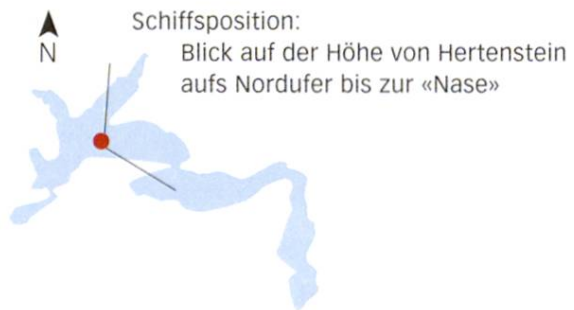 Schiffsposition:
N
Blick auf der Höhe von Hertenstein
aufs Nordufer bis zur «Nase»